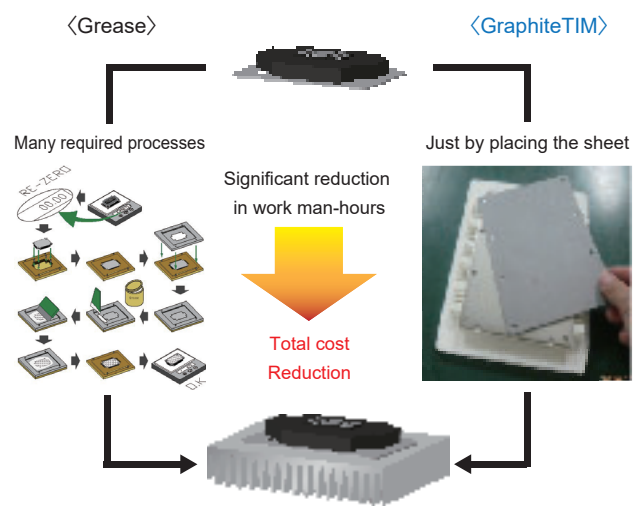 〈Grease〉
〈GraphiteTIM〉
Many required processes
Just by placing the sheet
RE-ZERO
00.00
Significant reduction
in work man-hours
Total cost
Reduction
O.K